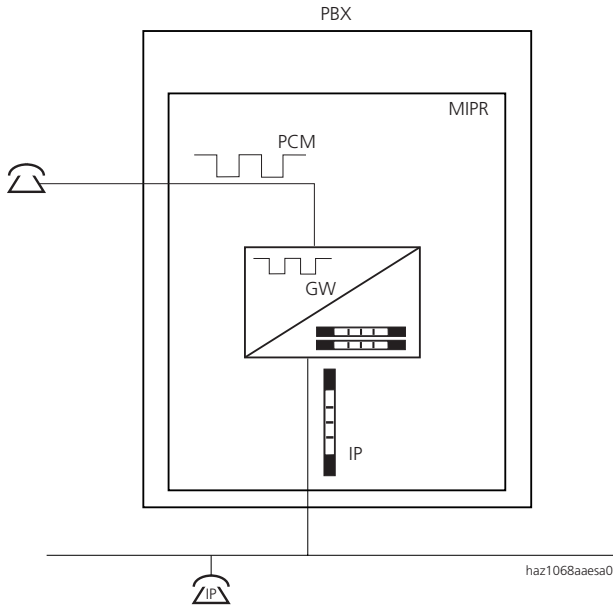 PBX
MIPR
PCM
GW
IP
haz1068aaesa0
IP